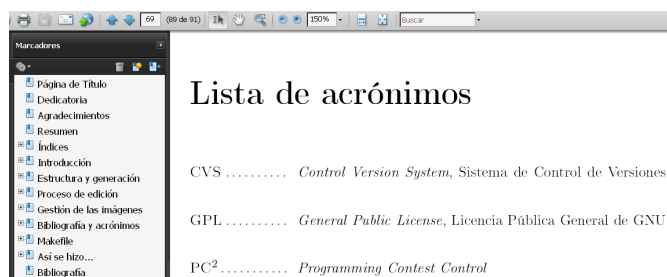 69 (89 de 91) 150% Buscar
Marcadores
Página de Título
Dedicatoria
Agradecimientos
Resumen
Índices
Introducción
Estructura y generación
Proceso de edición
Gestión de las imágenes
Bibliografía y acrónimos
Makefile
Así se hizo...
Bibliografía
Lista de acrónimos
CVS .......... Control Version System, Sistema de Control de Versiones
GPL .......... General Public License, Licencia Pública General de GNU
PC² ........... Programming Contest Control